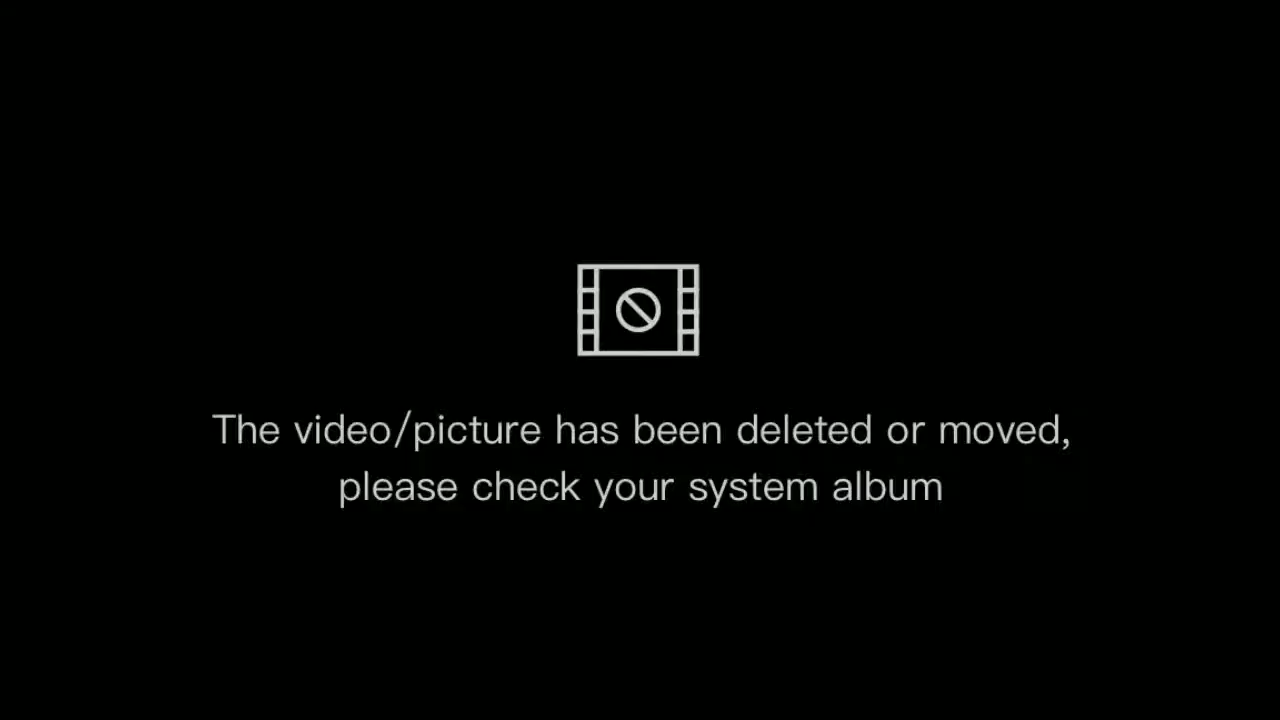 The video/picture has been deleted or moved,
please check your system album